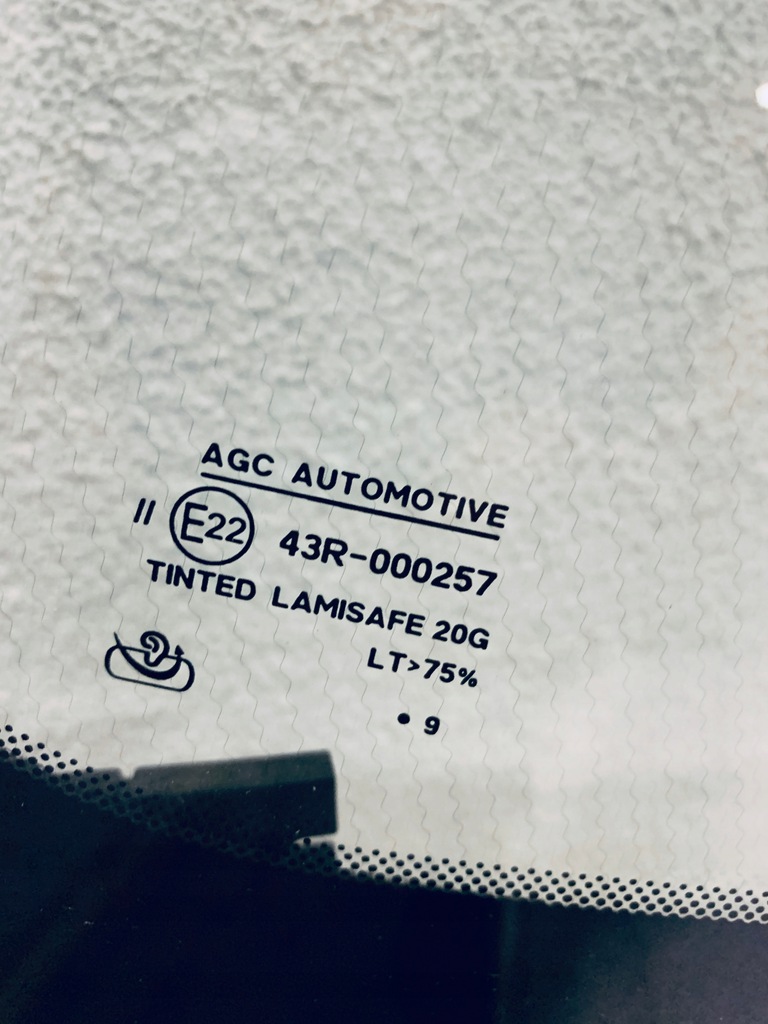 AGC AUTOMOTIVE
II E22 43R-000257
TINTED LAMISAFE 20G
LT>75%
• 9